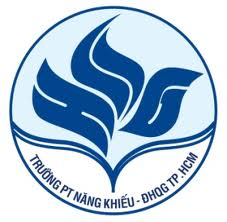 TRƯỜNG PT NĂNG KHIẾU - ĐHQG TP.HCM